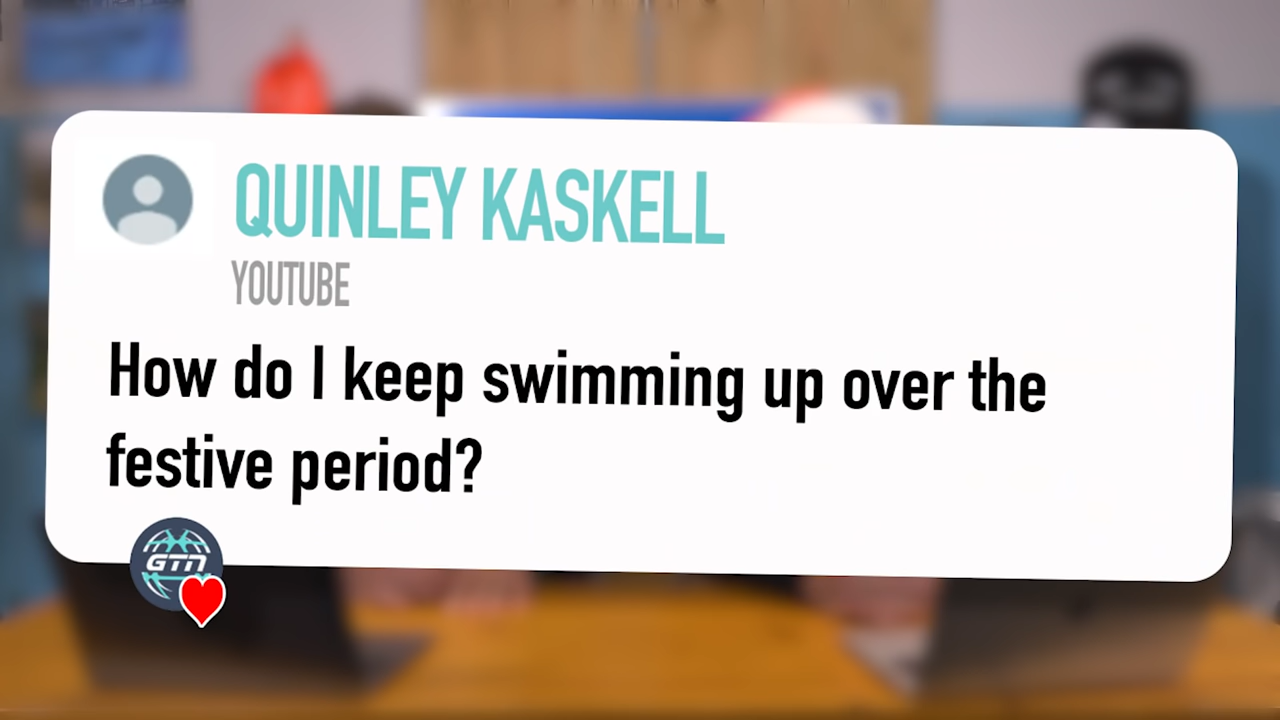 QUINLEY KASKELL
YOUTUBE
How do I keep swimming up over the
festive period?
GTN